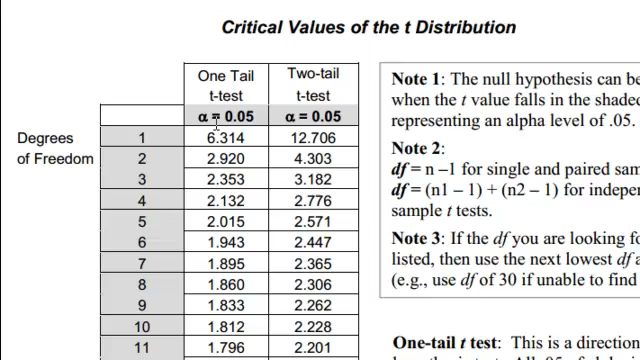 Critical Values of the t Distribution
One Tail Two-tail
t-test t-test
α = 0.05 α = 0.05
Degrees 1 6.314 12.706
of Freedom 2 2.920 4.303
3 2.353 3.182
4 2.132 2.776
5 2.015 2.571
6 1.943 2.447
7 1.895 2.365
8 1.860 2.306
9 1.833 2.262
10 1.812 2.228
11 1.796 2.201
Note 1: The null hypothesis can be
when the t value falls in the shaded
representing an alpha level of .05.
Note 2:
df = n –1 for single and paired
df = (n1 – 1) + (n2 – 1) for
sample t tests.
Note 3: If the df you are looking
listed, then use the next lowest df
(e.g., use df of 30 if unable to find
One-tail t test: This is a